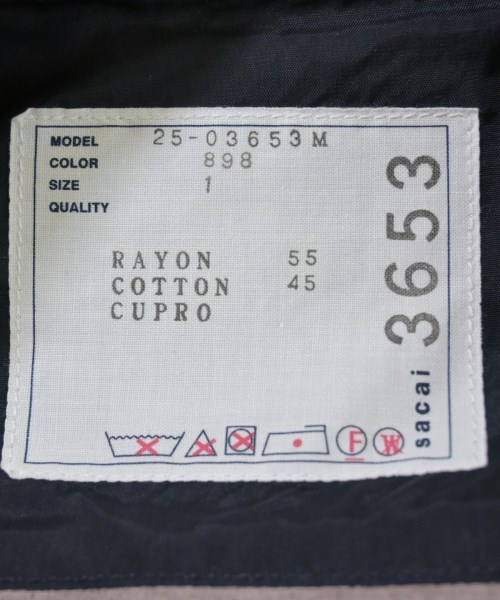 MODEL 25-03653M
COLOR 898
SIZE 1
QUALITY
RAYON 55
COTTON 45
CUPRO
F W
sacai 3653